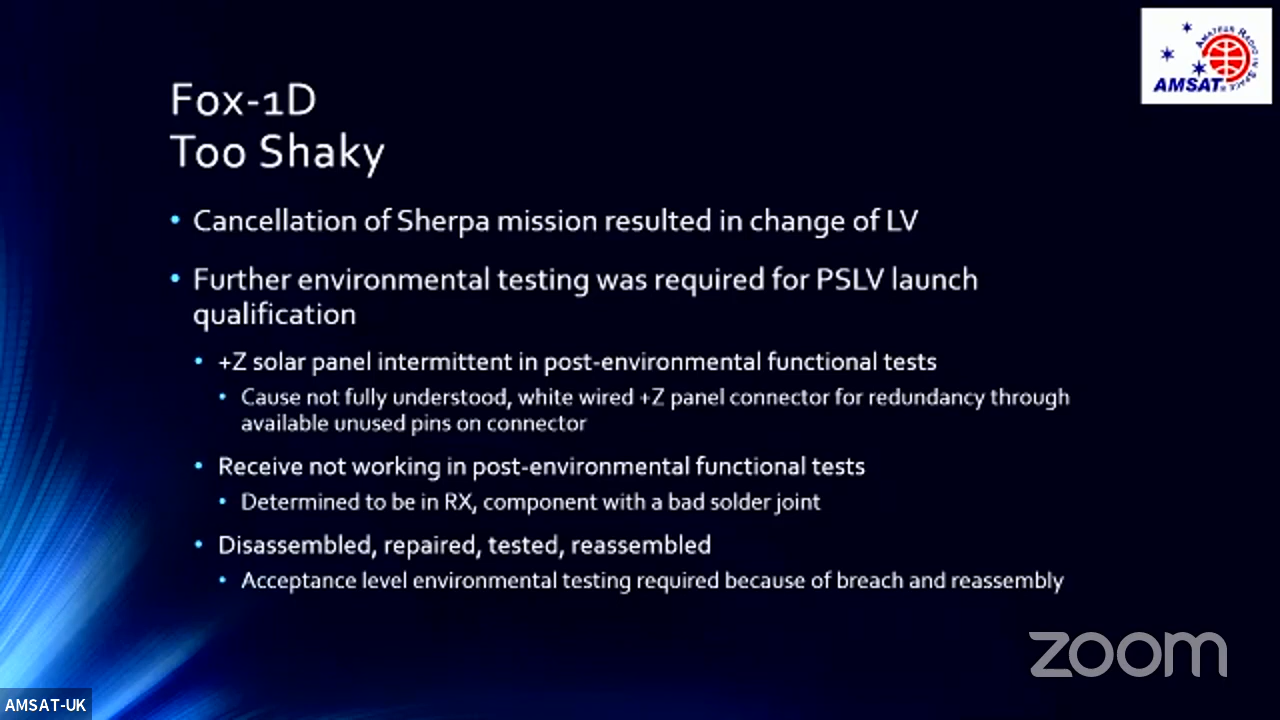 AMATEUR RADIO IN SPACE
AMSAT®
Fox-1D
Too Shaky
• Cancellation of Sherpa mission resulted in change of LV
• Further environmental testing was required for PSLV launch
qualification
• +Z solar panel intermittent in post-environmental functional tests
• Cause not fully understood, white wired +Z panel connector for redundancy through
available unused pins on connector
• Receive not working in post-environmental functional tests
• Determined to be in RX, component with a bad solder joint
• Disassembled, repaired, tested, reassembled
• Acceptance level environmental testing required because of breach and reassembly
zoom
AMSAT-UK